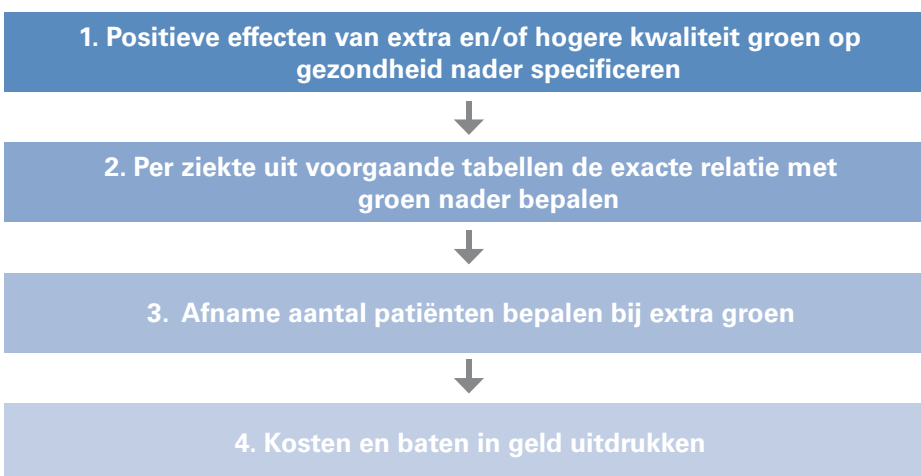 1. Positieve effecten van extra en/of hogere kwaliteit groen op
gezondheid nader specificeren
2. Per ziekte uit voorgaande tabellen de exacte relatie met
groen nader bepalen
3. Afname aantal patiënten bepalen bij extra groen
4. Kosten en baten in geld uitdrukken